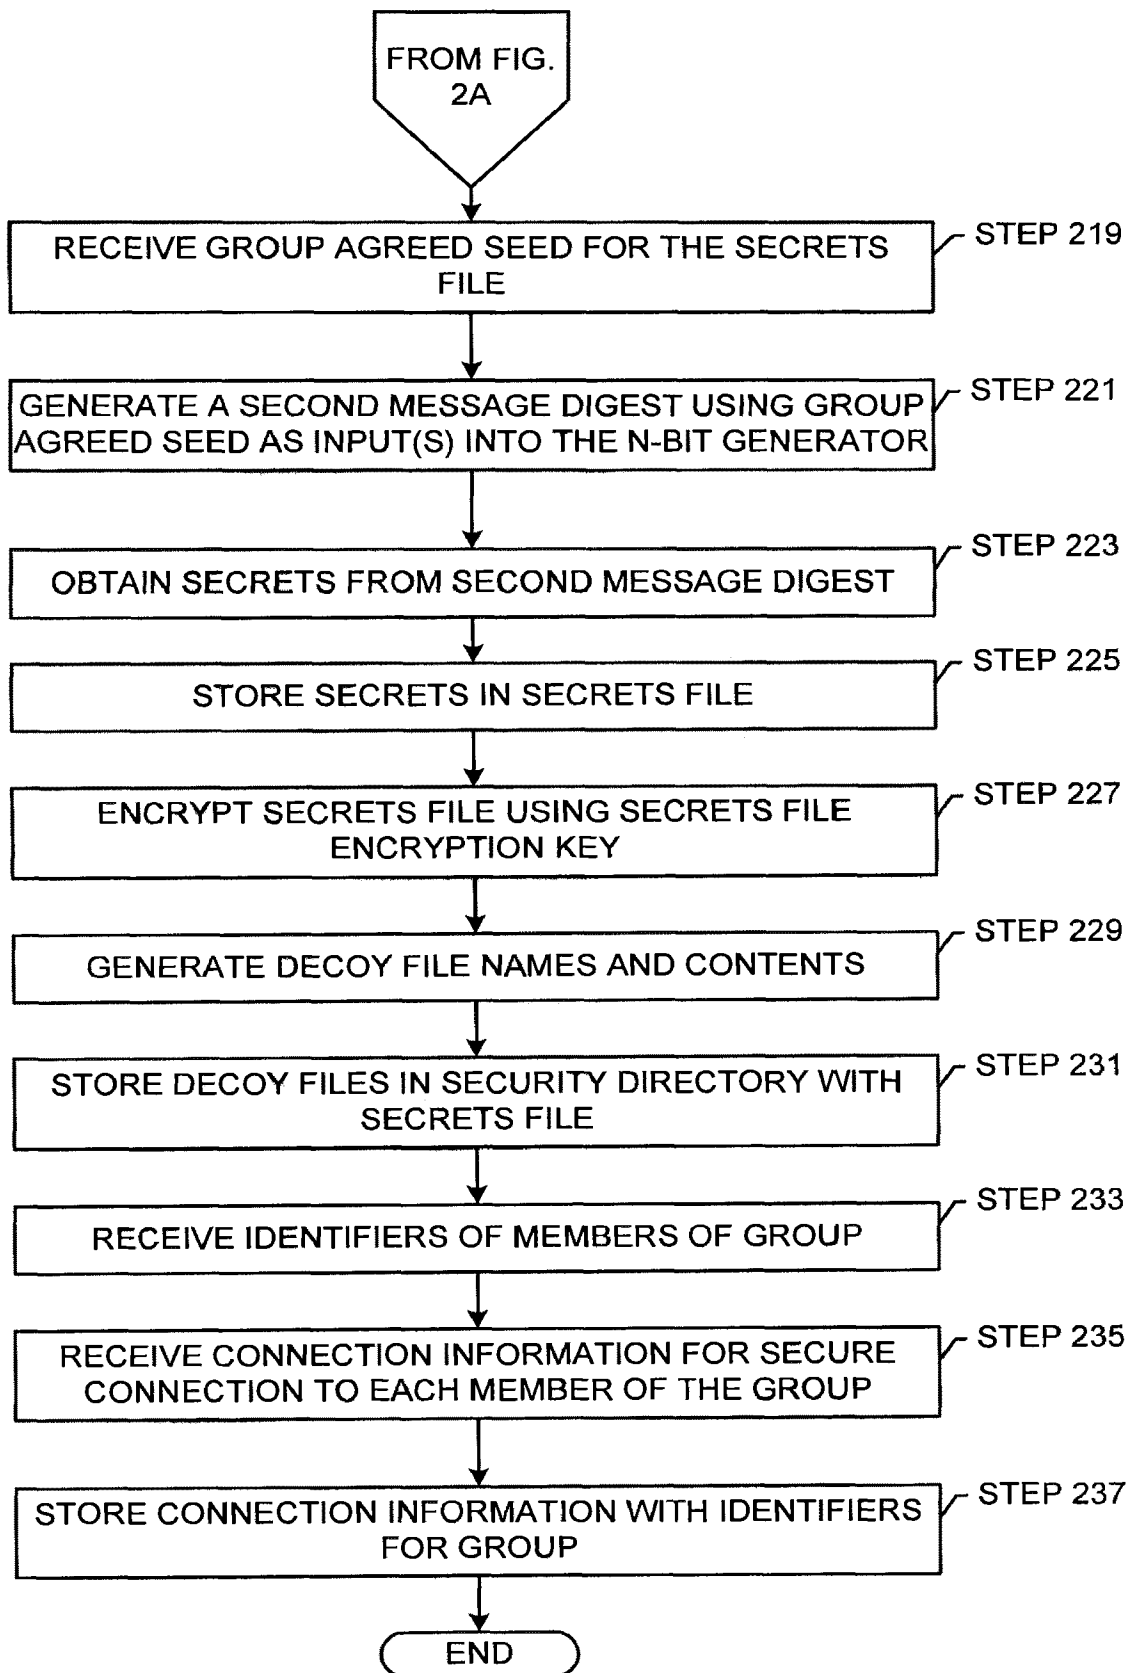 FROM FIG.
2A
RECEIVE GROUP AGREED SEED FOR THE SECRETS
FILE
STEP 219
GENERATE A SECOND MESSAGE DIGEST USING GROUP
AGREED SEED AS INPUT(S) INTO THE N-BIT GENERATOR
STEP 221
OBTAIN SECRETS FROM SECOND MESSAGE DIGEST
STEP 223
STORE SECRETS IN SECRETS FILE
STEP 225
ENCRYPT SECRETS FILE USING SECRETS FILE
ENCRYPTION KEY
STEP 227
GENERATE DECOY FILE NAMES AND CONTENTS
STEP 229
STORE DECOY FILES IN SECURITY DIRECTORY WITH
SECRETS FILE
STEP 231
RECEIVE IDENTIFIERS OF MEMBERS OF GROUP
STEP 233
RECEIVE CONNECTION INFORMATION FOR SECURE
CONNECTION TO EACH MEMBER OF THE GROUP
STEP 235
STORE CONNECTION INFORMATION WITH IDENTIFIERS
FOR GROUP
STEP 237
END